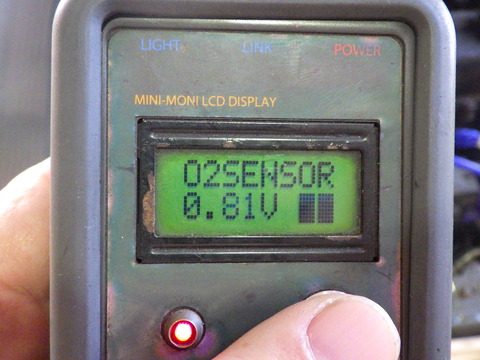 LIGHT LINK POWER
MINI-MONI LCD DISPLAY
O2SENSOR
0.81V